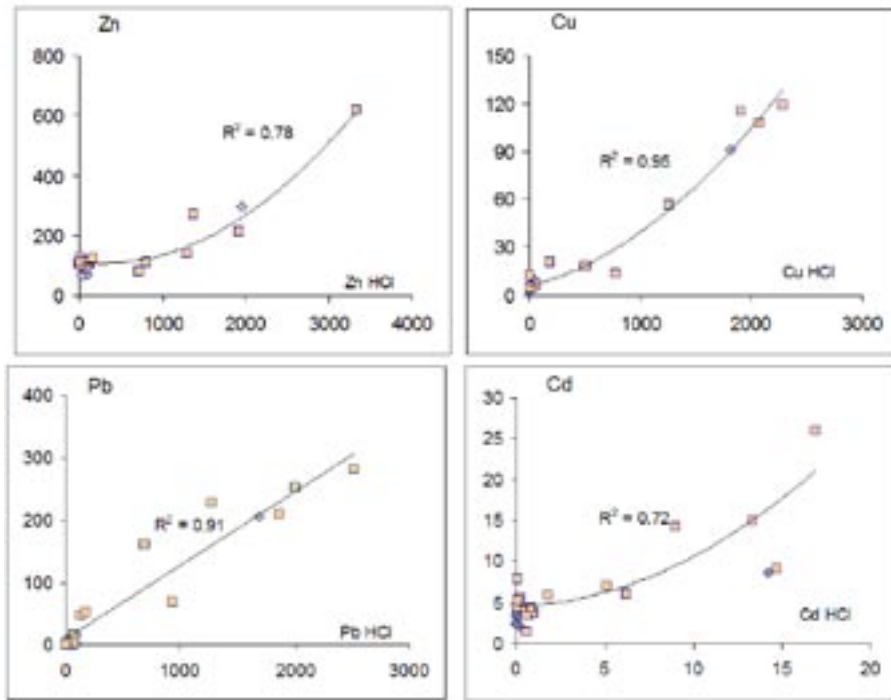 Zn
800
600
400
200
0
R² = 0.78
Zn HCl
0 1000 2000 3000 4000
Cu
150
120
90
60
30
0
R² = 0.95
Cu HCl
0 1000 2000 3000
Pb
400
300
200
100
0
R² = 0.91
Pb HCl
0 1000 2000 3000
Cd
30
25
20
15
10
5
0
R² = 0.72
Cd HCl
0 5 10 15 20